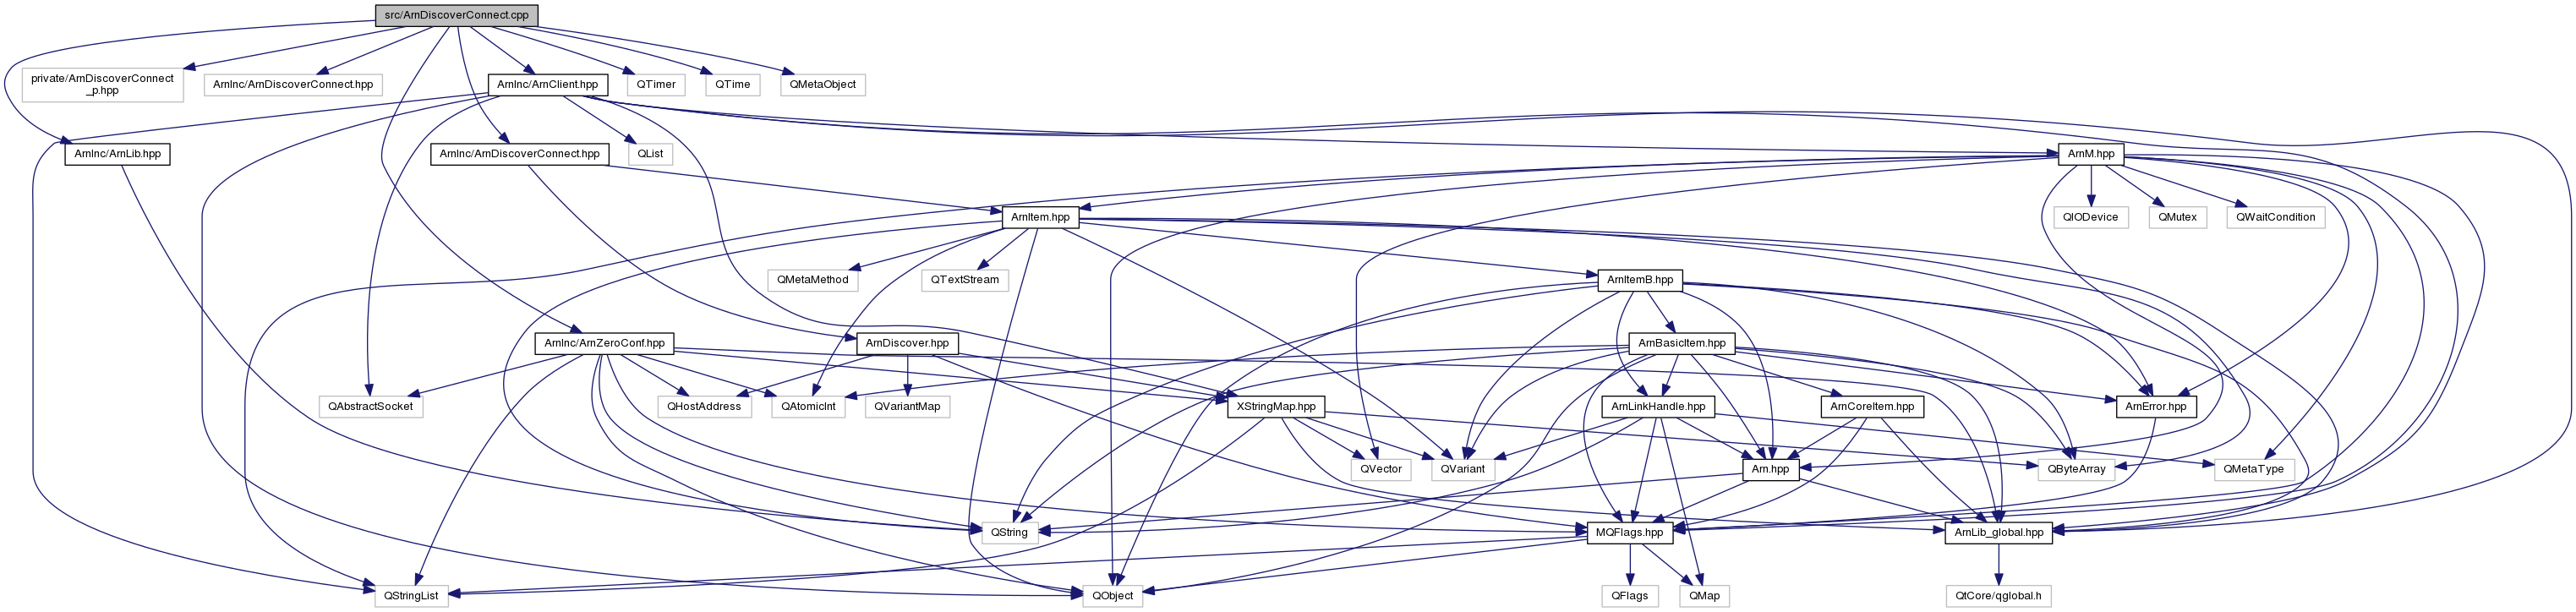 src/ArnDiscoverConnect.cpp
private/ArnDiscoverConnect
_p.hpp
ArnInc/ArnDiscoverConnect.hpp
ArnInc/ArnClient.hpp
QTimer
QTime
QMetaObject
ArnInc/ArnLib.hpp
ArnInc/ArnDiscoverConnect.hpp
QList
ArnM.hpp
ArnItem.hpp
QIODevice
QMutex
QWaitCondition
QMetaMethod
QTextStream
ArnItemB.hpp
ArnInc/ArnZeroConf.hpp
ArnDiscover.hpp
ArnBasicItem.hpp
QAbstractSocket
QHostAddress
QAtomicInt
QVariantMap
XStringMap.hpp
ArnLinkHandle.hpp
ArnCoreItem.hpp
ArnError.hpp
QVector
QVariant
Arn.hpp
QByteArray
QMetaType
QString
MQFlags.hpp
ArnLib_global.hpp
QStringList
QObject
QFlags
QMap
QtCore/qglobal.h